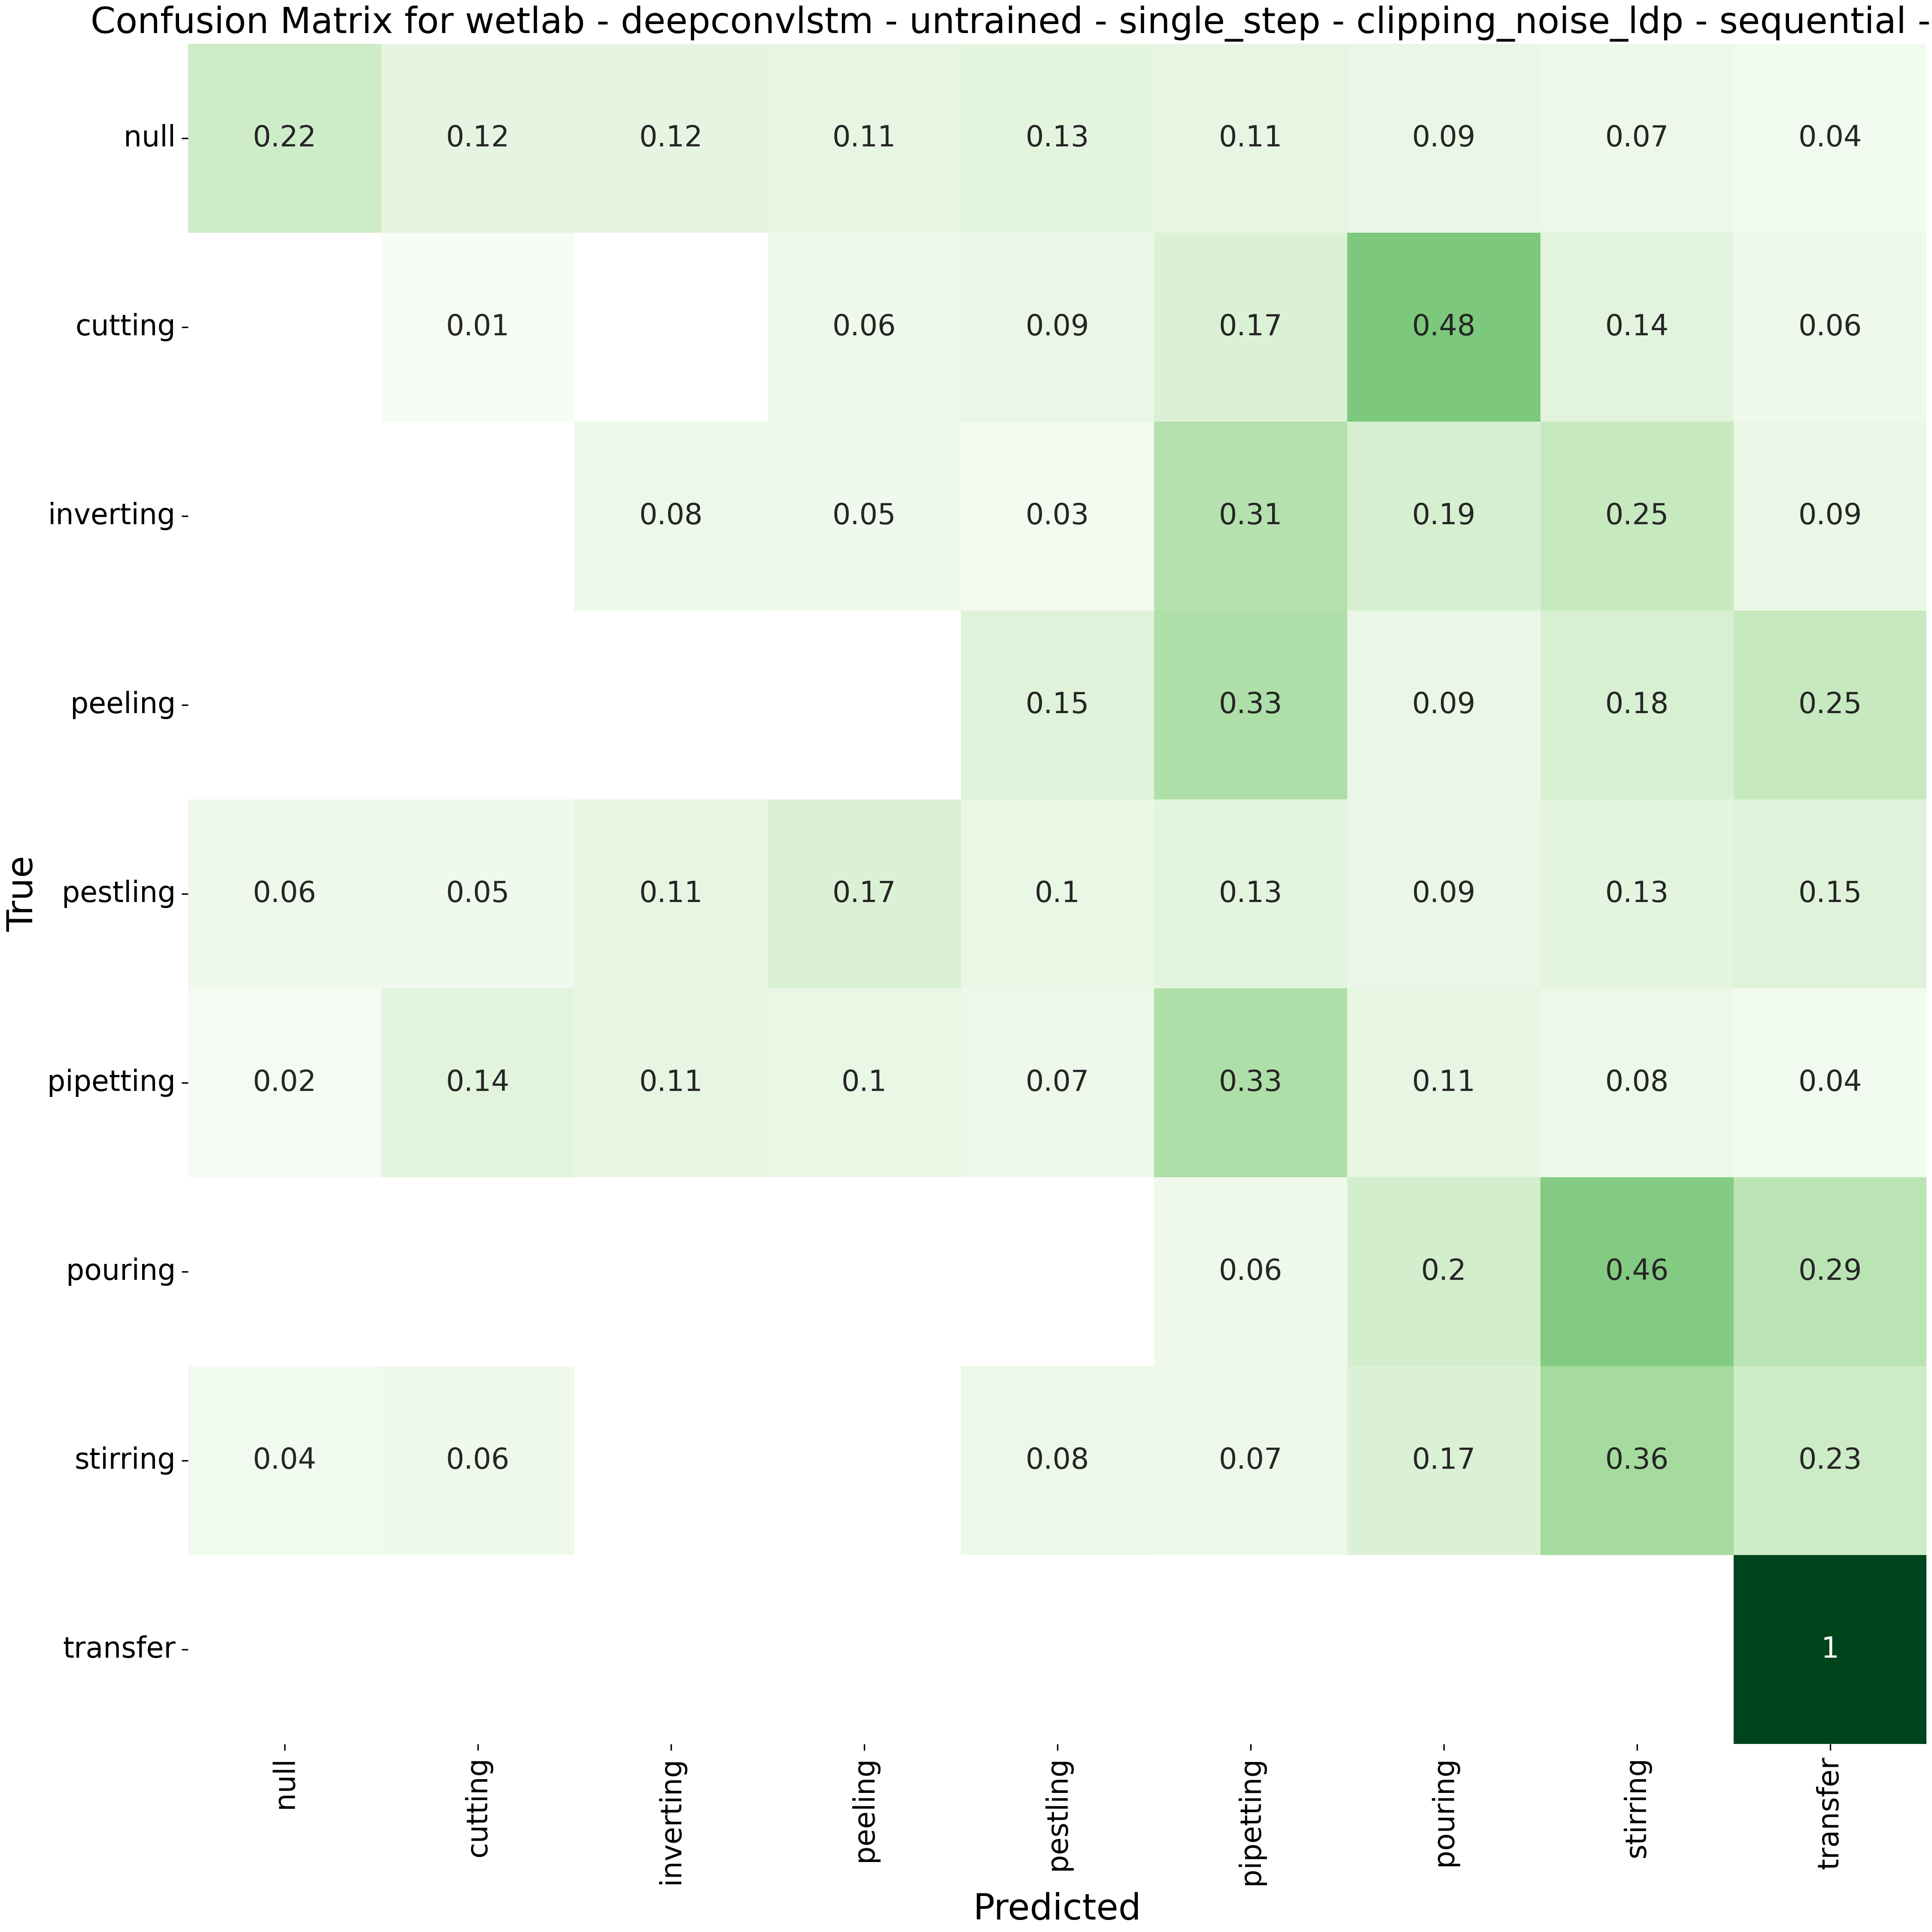 Confusion Matrix for wetlab - deepconvlstm - untrained - single_step - clipping_noise_ldp - sequential -
null 0.22 0.12 0.12 0.11 0.13 0.11 0.09 0.07 0.04
cutting 0.01 0.06 0.09 0.17 0.48 0.14 0.06
inverting 0.08 0.05 0.03 0.31 0.19 0.25 0.09
peeling 0.15 0.33 0.09 0.18 0.25
pestling 0.06 0.05 0.11 0.17 0.1 0.13 0.09 0.13 0.15
pipetting 0.02 0.14 0.11 0.1 0.07 0.33 0.11 0.08 0.04
pouring 0.06 0.2 0.46 0.29
stirring 0.04 0.06 0.08 0.07 0.17 0.36 0.23
transfer 1
True
null cutting inverting peeling pestling pipetting pouring stirring transfer
Predicted